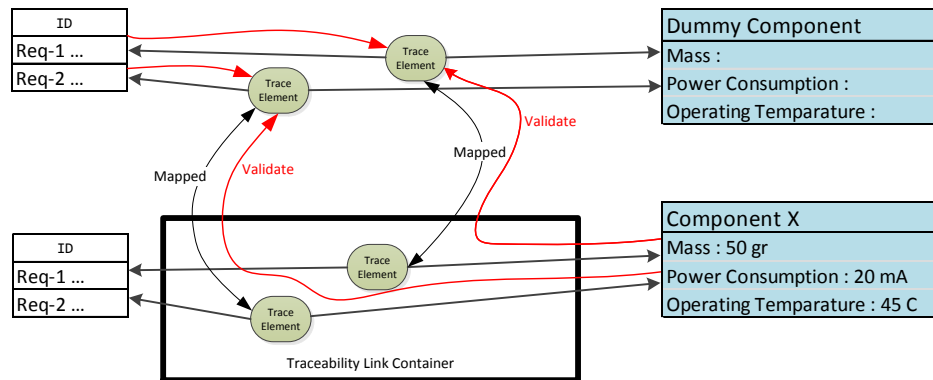 ID
Req-1 ...
Req-2 ...
Trace
Element
Trace
Element
Dummy Component
Mass :
Power Consumption :
Operating Temparature :
Validate
Mapped
Validate
Mapped
ID
Req-1 ...
Req-2 ...
Trace
Element
Trace
Element
Traceability Link Container
Component X
Mass : 50 gr
Power Consumption : 20 mA
Operating Temparature : 45 C